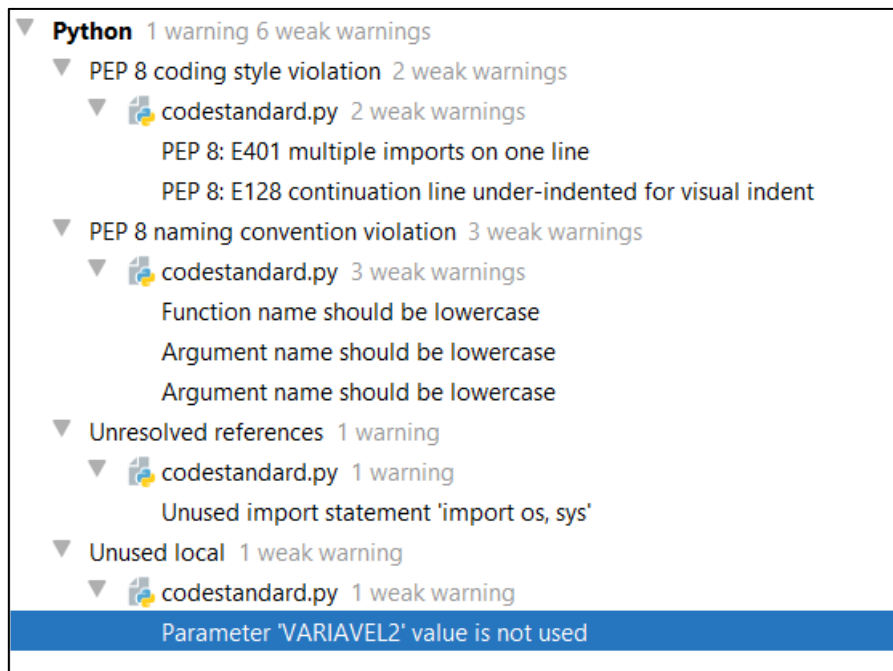 Python 1 warning 6 weak warnings
PEP 8 coding style violation 2 weak warnings
codestandard.py 2 weak warnings
PEP 8: E401 multiple imports on one line
PEP 8: E128 continuation line under-indented for visual indent
PEP 8 naming convention violation 3 weak warnings
codestandard.py 3 weak warnings
Function name should be lowercase
Argument name should be lowercase
Argument name should be lowercase
Unresolved references 1 warning
codestandard.py 1 warning
Unused import statement 'import os, sys'
Unused local 1 weak warning
codestandard.py 1 weak warning
Parameter 'VARIAVEL2' value is not used